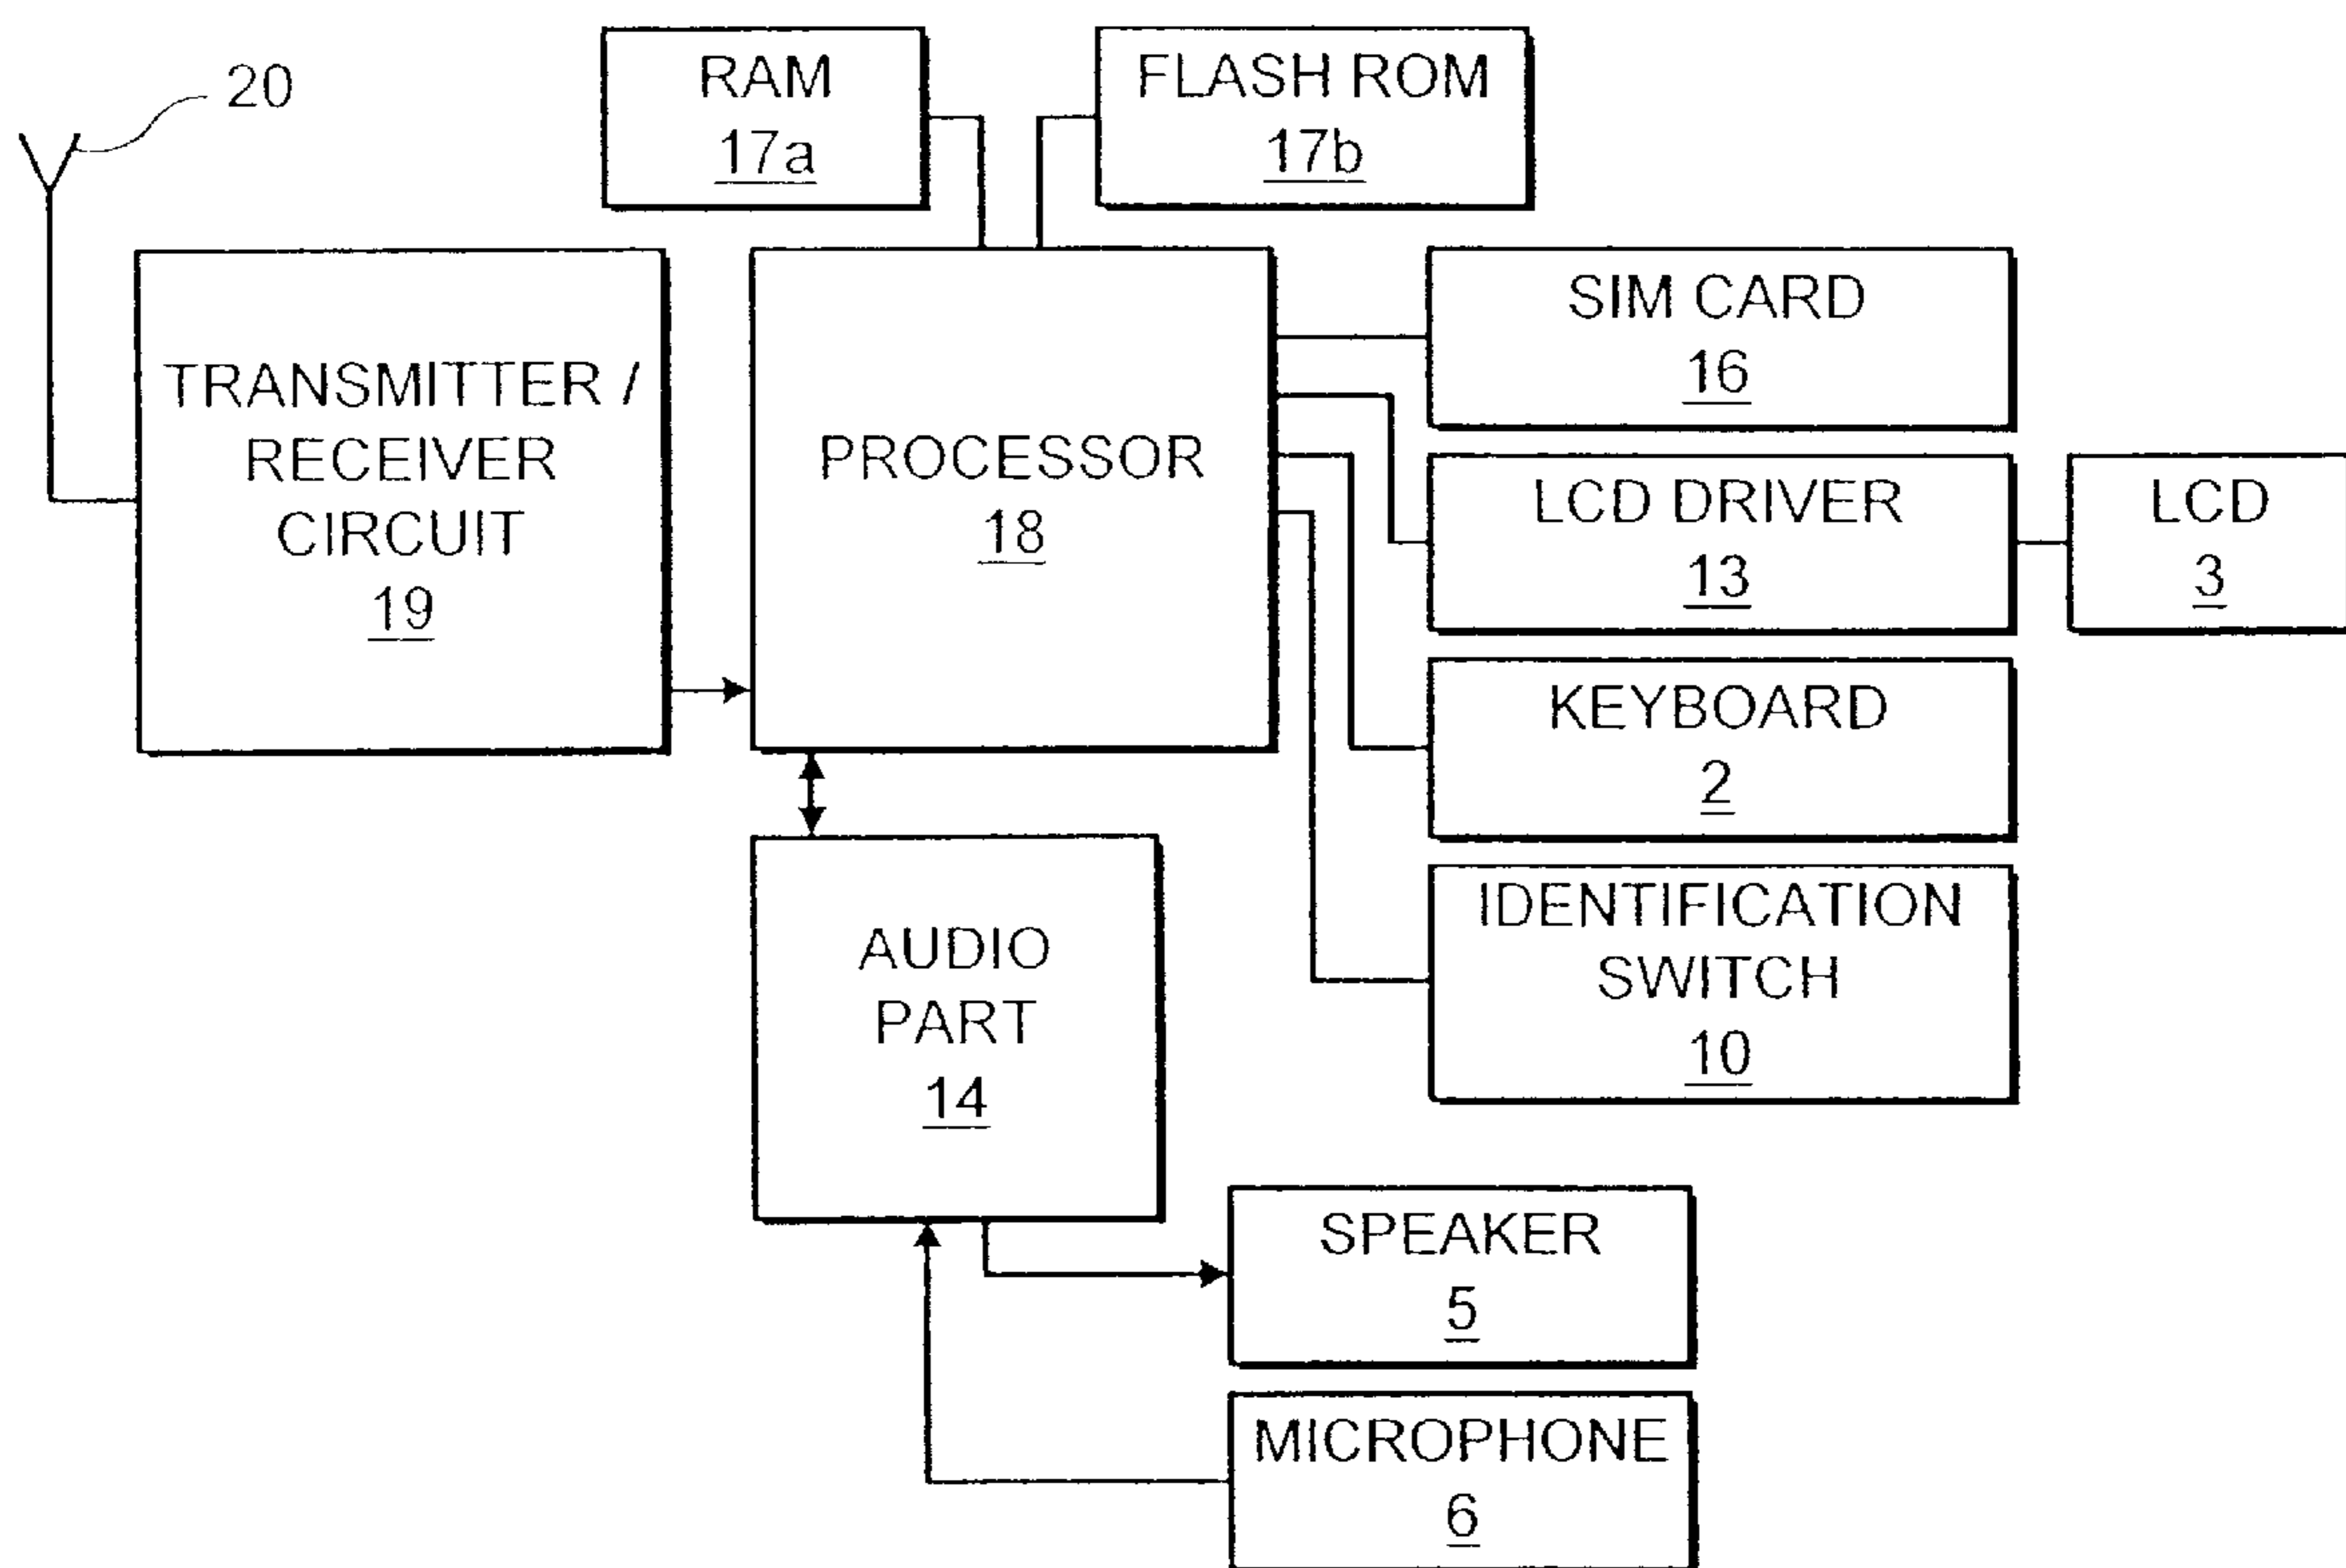 20
RAM
17a
FLASH ROM
17b
TRANSMITTER /
RECEIVER
CIRCUIT
19
PROCESSOR
18
SIM CARD
16
LCD DRIVER
13
LCD
3
KEYBOARD
2
IDENTIFICATION
SWITCH
10
AUDIO
PART
14
SPEAKER
5
MICROPHONE
6